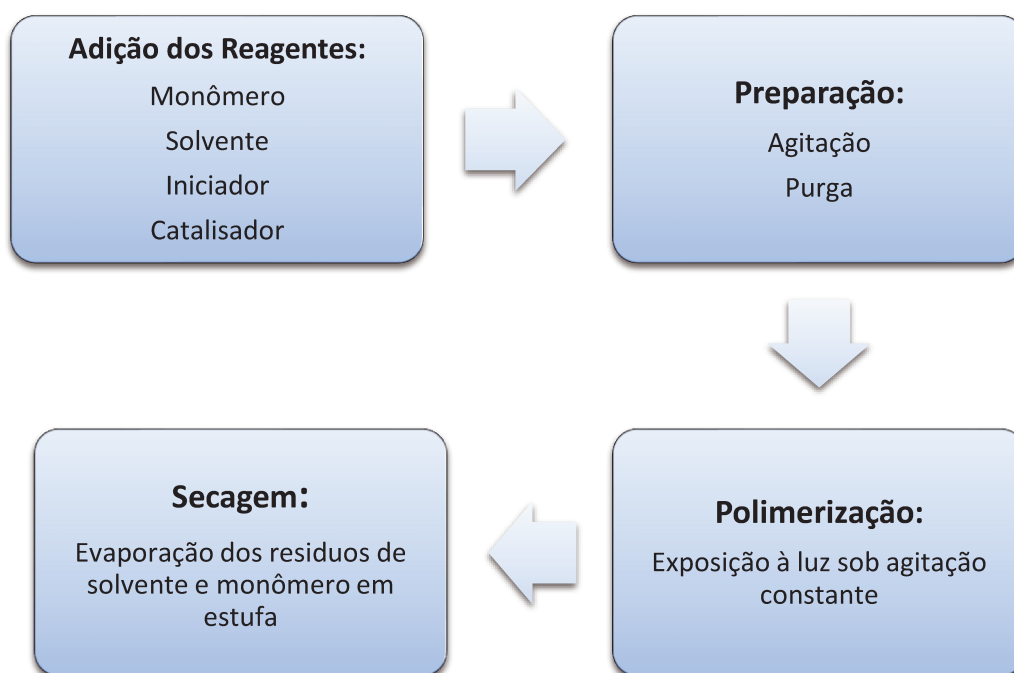 Adição dos Reagentes:
Monômero
Solvente
Iniciador
Catalisador
Preparação:
Agitação
Purga
Polimerização:
Exposição à luz sob agitação
constante
Secagem:
Evaporação dos residuos de
solvente e monômero em
estufa